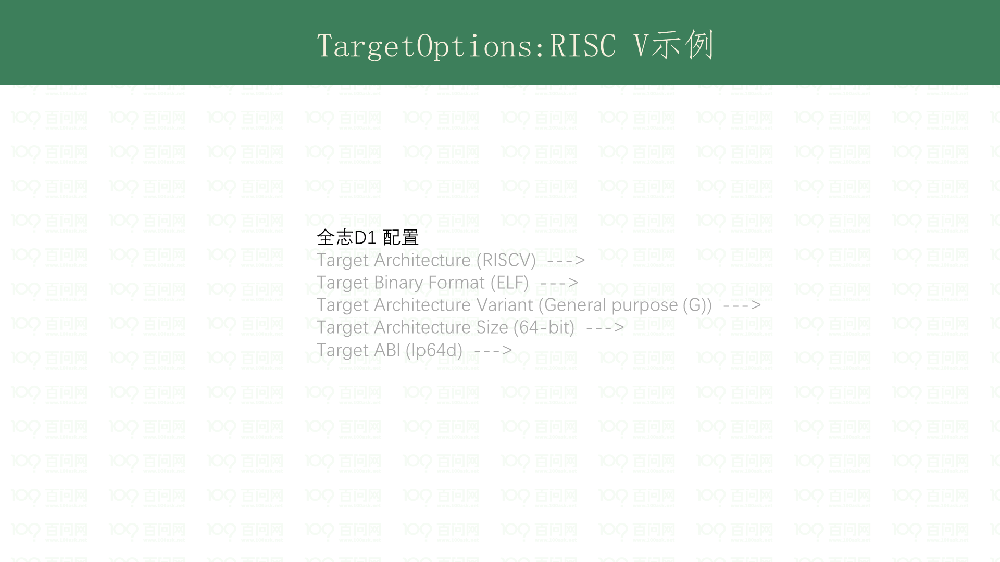 TargetOptions:RISC V示例
全志D1 配置
Target Architecture (RISCV)  --->
Target Binary Format (ELF)  --->
Target Architecture Variant (General purpose (G))  --->
Target Architecture Size (64-bit)  --->
Target ABI (lp64d)  --->